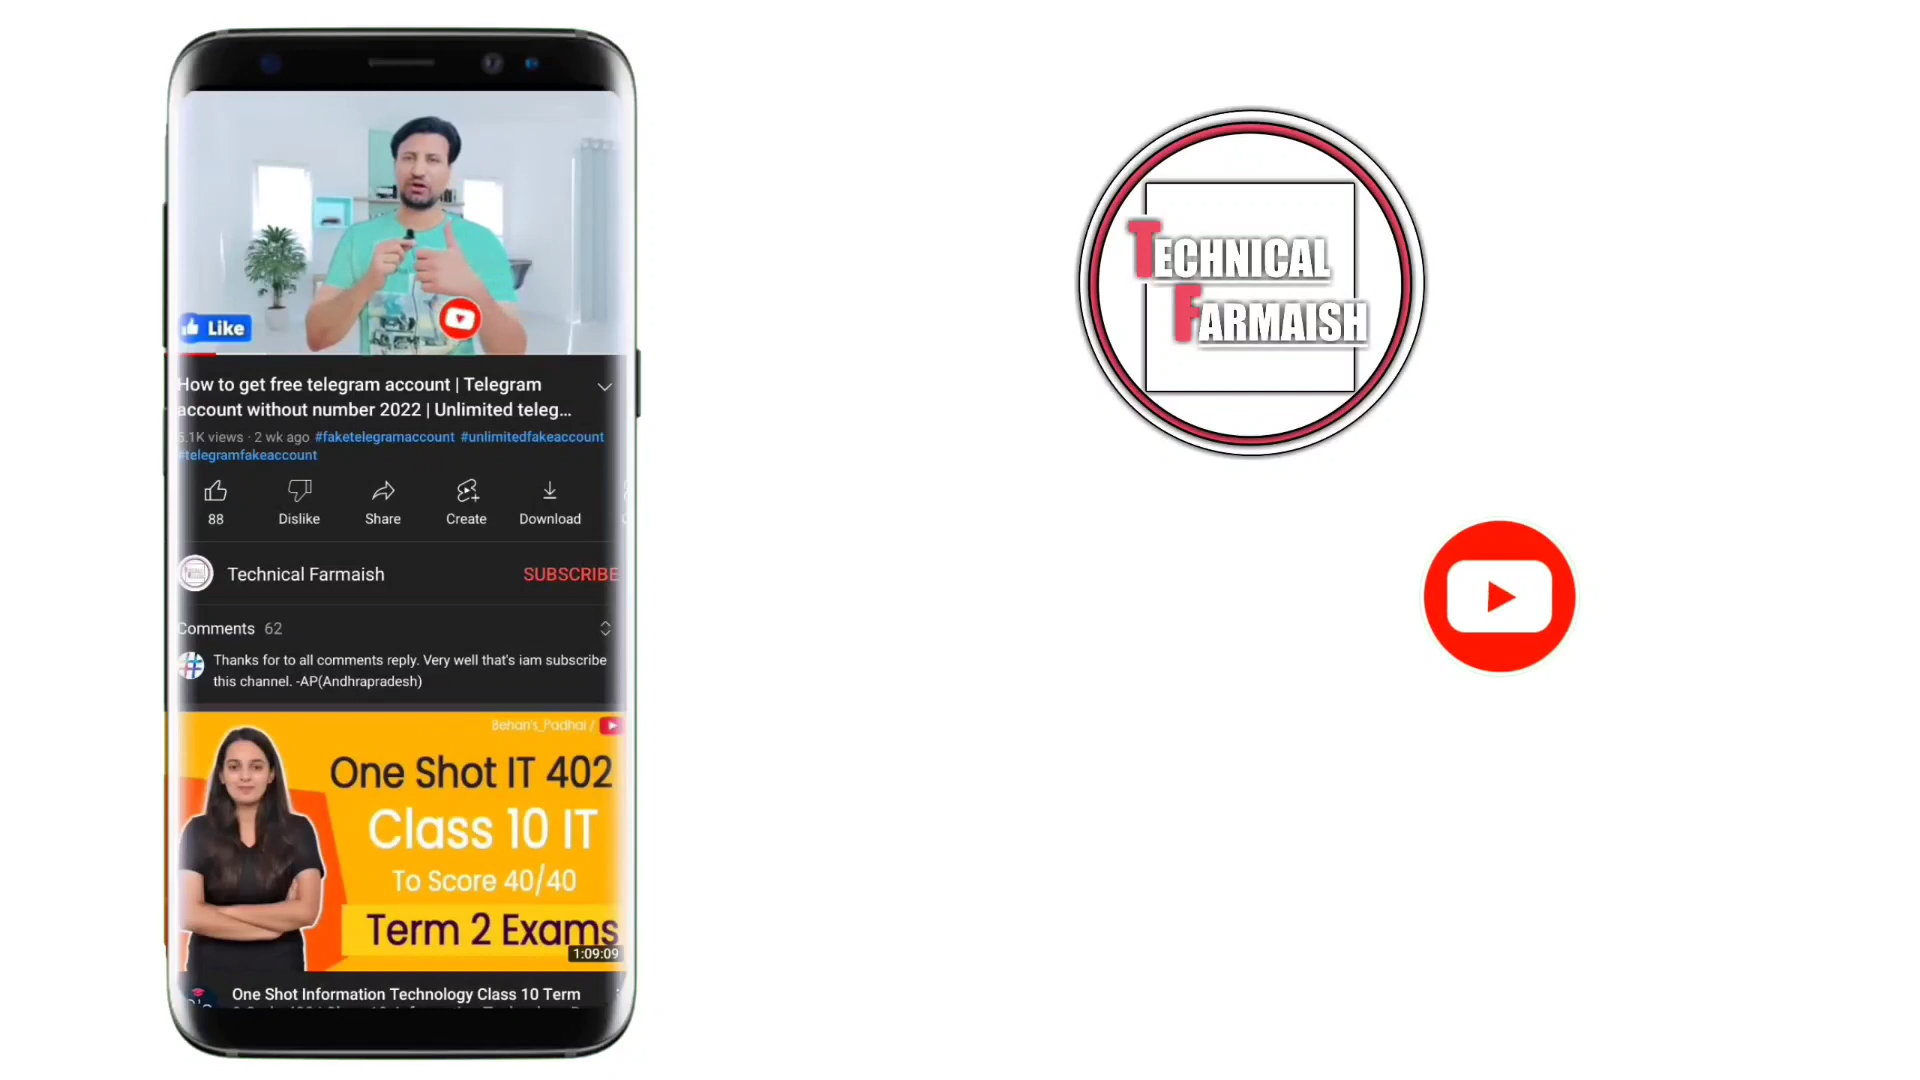 Like
How to get free telegram account | Telegram
account without number 2022 | Unlimited teleg...
5.1K views · 2 wk ago #faketelegramaccount #unlimitedfakeaccount
#telegramfakeaccount
88
Dislike
Share
Create
Download
Technical Farmaish
SUBSCRIBE
Comments 62
Thanks for to all comments reply. Very well that's iam subscribe
this channel. -AP(Andhrapradesh)
Behan's_Padhai /
One Shot IT 402
Class 10 IT
To Score 40/40
Term 2 Exams
1:09:09
One Shot Information Technology Class 10 Term
TECHNICAL
FARMAISH